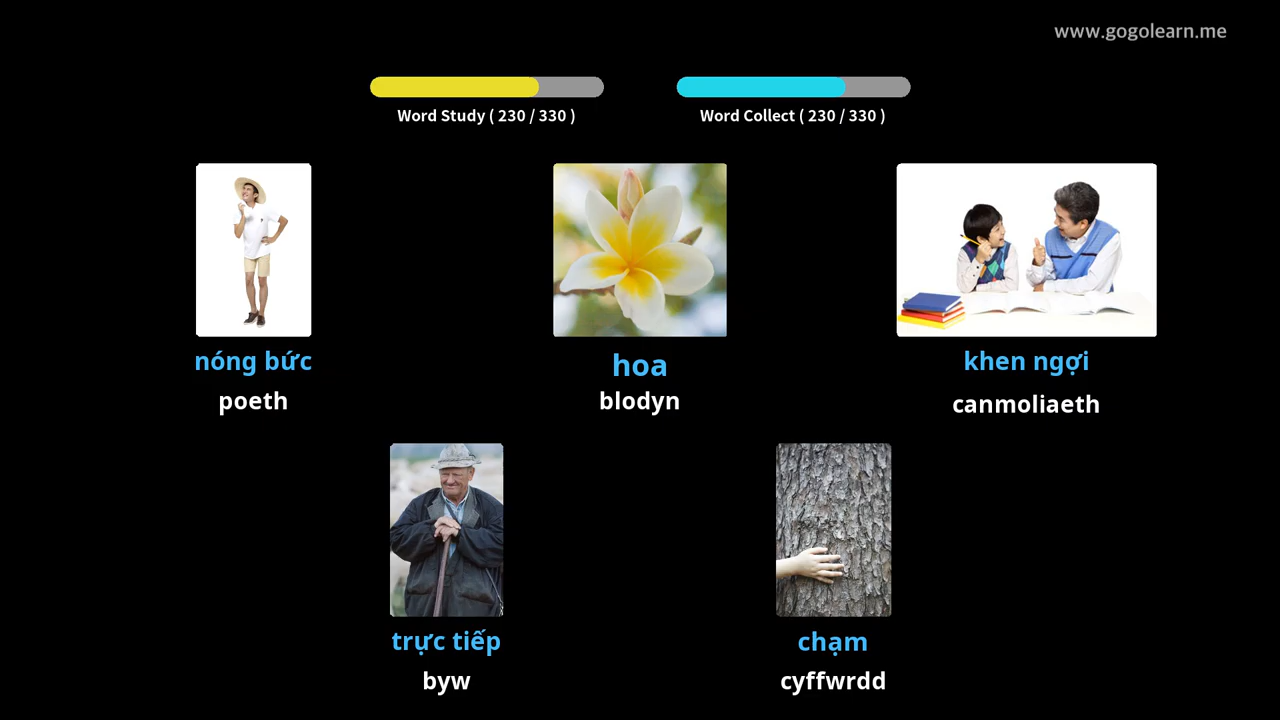 www.gogolearn.me
Word Study ( 230 / 330 )
Word Collect ( 230 / 330 )
nóng bức
poeth
hoa
blodyn
khen ngợi
canmoliaeth
trực tiếp
byw
chạm
cyffwrdd